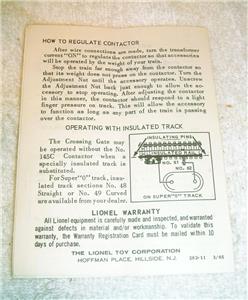 HOW TO REGULATE CONTACTOR
After wire connections are made, turn the transformer
current "ON" to regulate the contactor so that accessories
will be operated by the weight of your train.
Stop the train far enough away from the contactor so
that its weight does not press on the contactor. Turn the
Adjustment Nut until the accessory operates. Unscrew
the Adjustment Nut back just enough to allow the ac-
cessory to stop operating. After adjusting the contactor
in this manner, the contactor should respond to a light
finger pressure on track. This will allow the accessory
to function as long as any part of the train is passing
over the contactor.
OPERATING WITH INSULATED TRACK
The Crossing Gate may
be operated without the No.
145C Contactor when a
specially insulated track is
substituted.
For Super "O" track, insu-
lated track sections No. 48
Straight or No. 49 Curved
are available from your dealer.
INSULATING PINS
INSULATED
NO. 61
NO. 62
ON SUPER "O" TRACK
LIONEL WARRANTY
All Lionel equipment is carefully made and inspected, and warranted
against defects in material and/or workmanship. To validate this
warranty, the Warranty Registration Card must be mailed within 10
days of purchase.
THE LIONEL TOY CORPORATION
HOFFMAN PLACE, HILLSIDE, N.J.